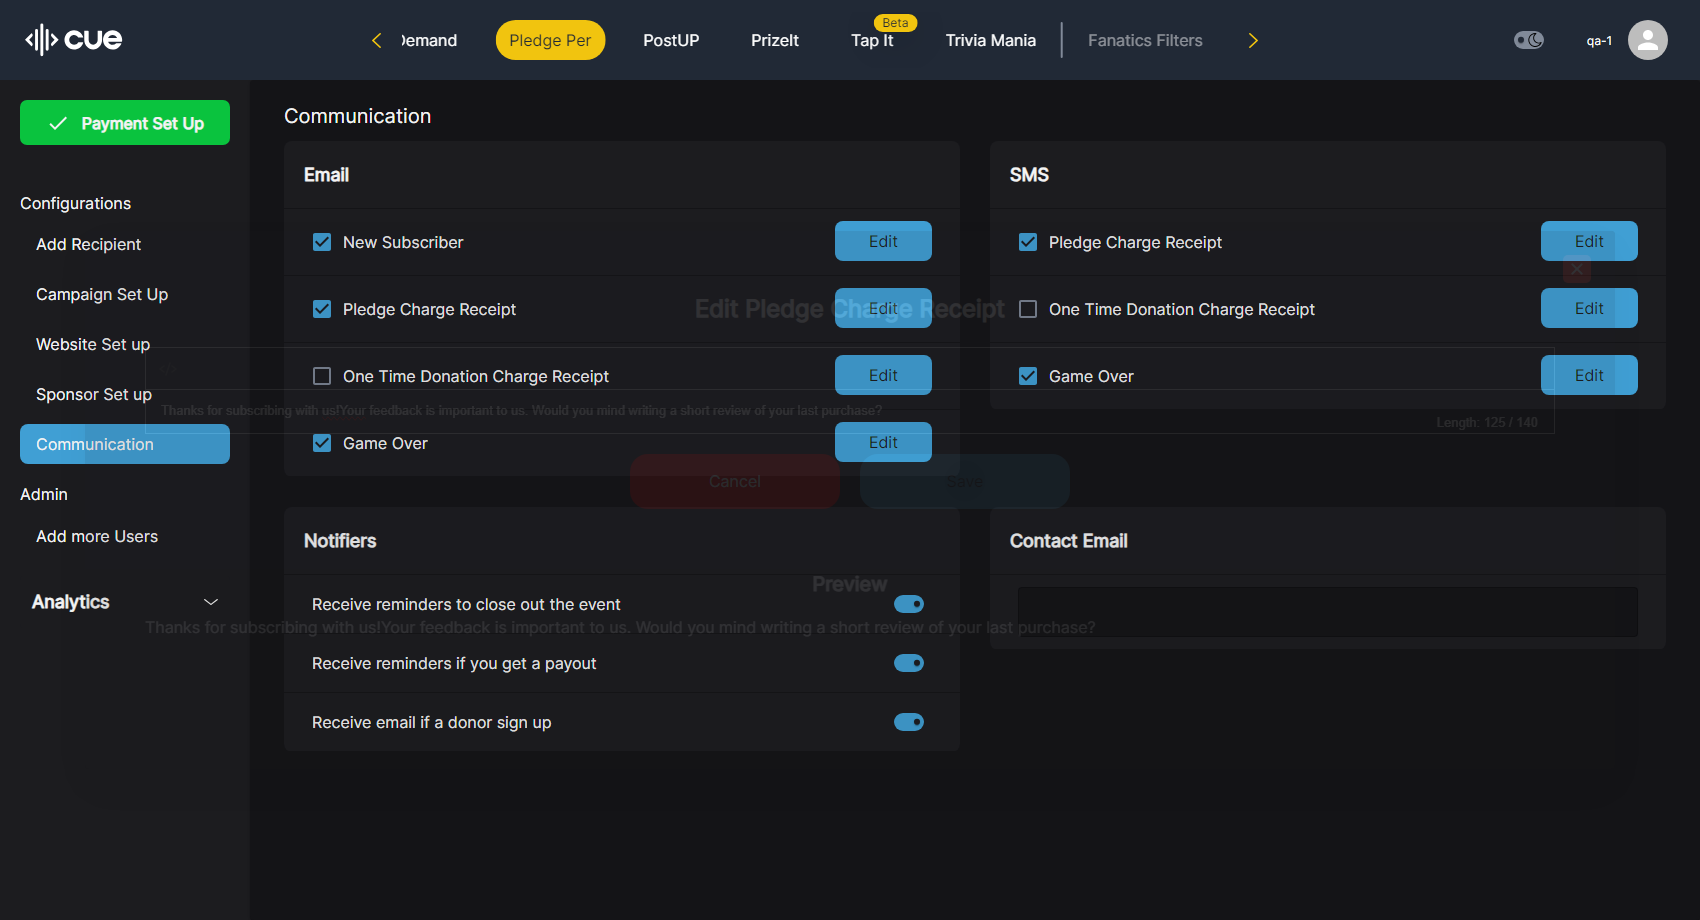 cue
Demand
Pledge Per
PostUP
PrizeIt
Beta
Tap It
Trivia Mania
Fanatics Filters
qa-1
Payment Set Up
Configurations
Add Recipient
Campaign Set Up
Website Set up
Sponsor Set up
Communication
Admin
Add more Users
Analytics
Communication
Email
New Subscriber
Edit
Pledge Charge Receipt
Edit
One Time Donation Charge Receipt
Edit
Game Over
Edit
SMS
Pledge Charge Receipt
Edit
One Time Donation Charge Receipt
Edit
Game Over
Edit
Edit Pledge Charge Receipt
Thanks for subscribing with us!Your feedback is important to us. Would you mind writing a short review of your last purchase?
Length: 125 / 140
Cancel
Save
Preview
Thanks for subscribing with us!Your feedback is important to us. Would you mind writing a short review of your last purchase?
Notifiers
Receive reminders to close out the event
Receive reminders if you get a payout
Receive email if a donor sign up
Contact Email